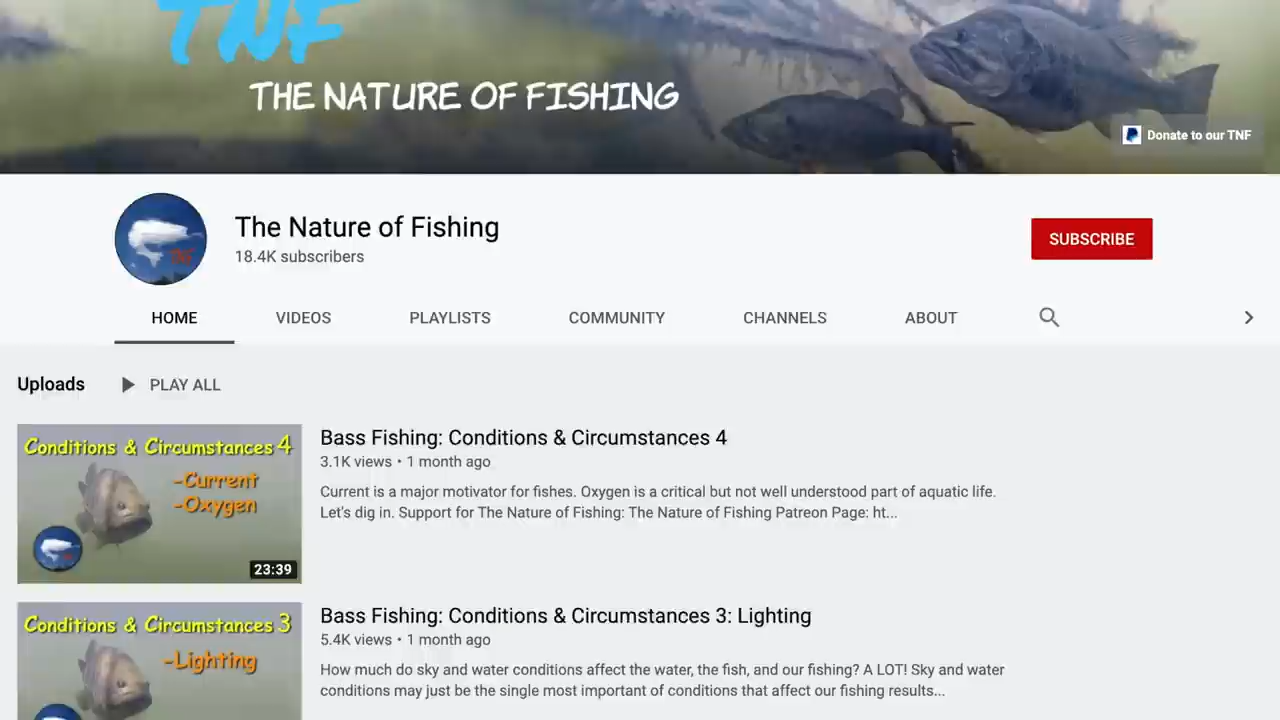 TNF
THE NATURE OF FISHING
Donate to our TNF
The Nature of Fishing
18.4K subscribers
SUBSCRIBE
HOME VIDEOS PLAYLISTS COMMUNITY CHANNELS ABOUT
Uploads PLAY ALL
Conditions & Circumstances 4
-Current
-Oxygen
23:39
Bass Fishing: Conditions & Circumstances 4
3.1K views • 1 month ago
Current is a major motivator for fishes. Oxygen is a critical but not well understood part of aquatic life.
Let's dig in. Support for The Nature of Fishing: The Nature of Fishing Patreon Page: ht...
Conditions & Circumstances 3
-Lighting
Bass Fishing: Conditions & Circumstances 3: Lighting
5.4K views • 1 month ago
How much do sky and water conditions affect the water, the fish, and our fishing? A LOT! Sky and water
conditions may just be the single most important of conditions that affect our fishing results...